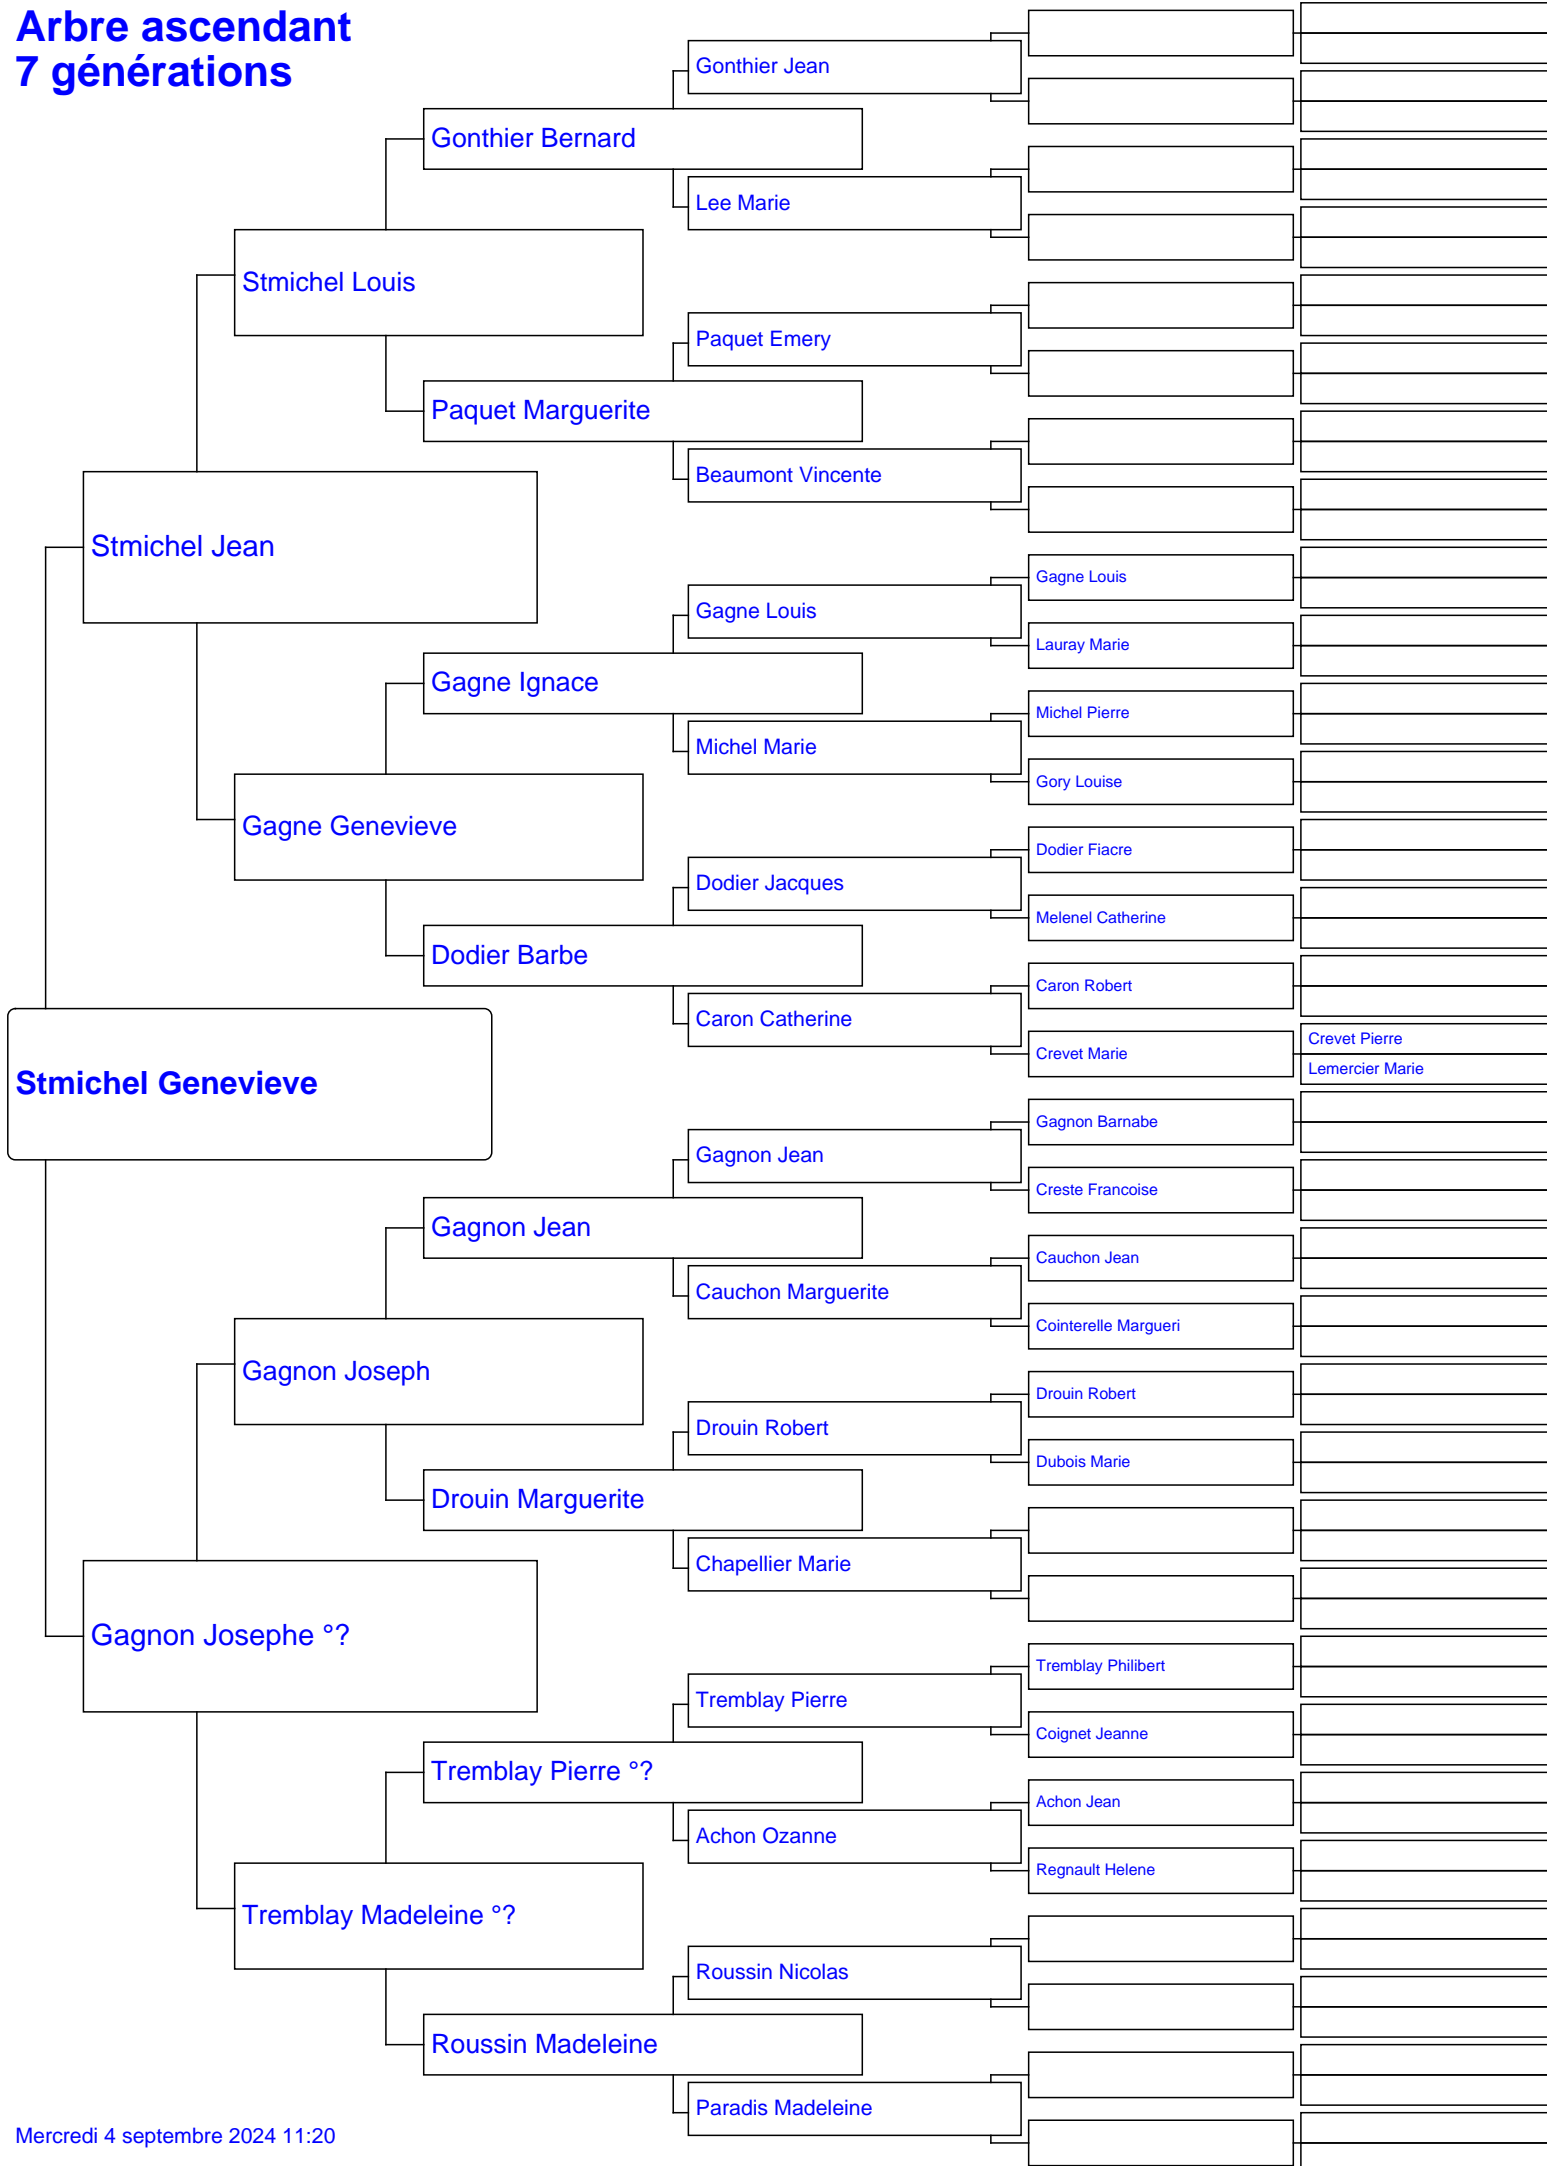 Arbre ascendant
7 générations
Gonthier Jean
Gonthier Bernard
Lee Marie
Stmichel Louis
Paquet Emery
Paquet Marguerite
Beaumont Vincente
Stmichel Jean
Gagne Louis
Gagne Louis
Lauray Marie
Gagne Ignace
Michel Pierre
Michel Marie
Gory Louise
Gagne Genevieve
Dodier Fiacre
Dodier Jacques
Melenel Catherine
Dodier Barbe
Caron Robert
Caron Catherine
Crevet Pierre
Crevet Marie
Lemercier Marie
Stmichel Genevieve
Gagnon Barnabe
Gagnon Jean
Creste Francoise
Gagnon Jean
Cauchon Jean
Cauchon Marguerite
Cointerelle Margueri
Gagnon Joseph
Drouin Robert
Drouin Robert
Dubois Marie
Drouin Marguerite
Chapellier Marie
Gagnon Josephe °?
Tremblay Philibert
Tremblay Pierre
Coignet Jeanne
Tremblay Pierre °?
Achon Jean
Achon Ozanne
Regnault Helene
Tremblay Madeleine °?
Roussin Nicolas
Roussin Madeleine
Paradis Madeleine
Mercredi 4 septembre 2024 11:20